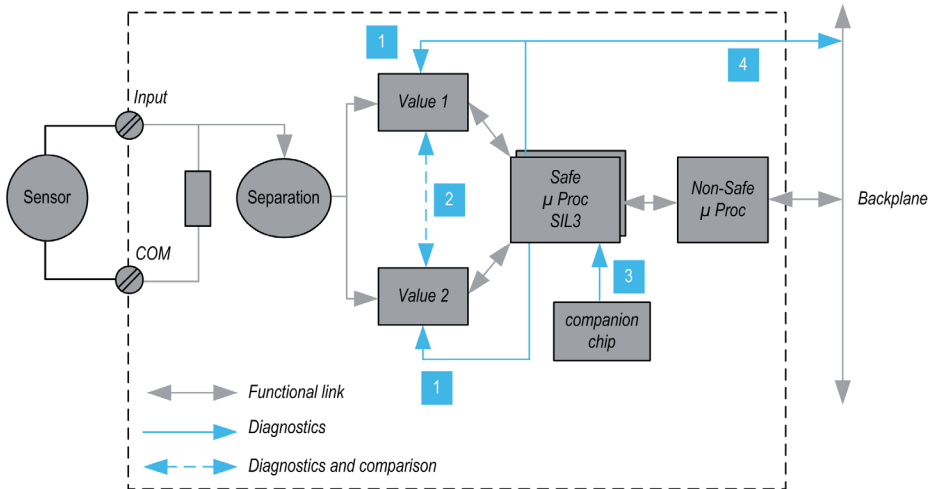 1
4
Input
Value 1
Sensor
Separation
2
Safe
µ Proc
SIL3
Non-Safe
µ Proc
Backplane
COM
Value 2
3
companion
chip
1
Functional link
Diagnostics
Diagnostics and comparison